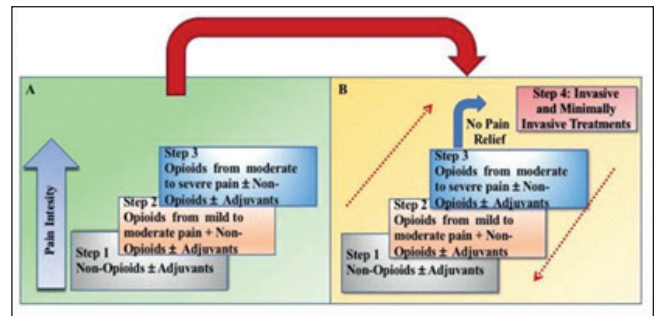 A
Pain Intesity
Step 3
Opioids from moderate
to severe pain ± Non-
Opioids ± Adjuvants
Step 2
Opioids from mild to
moderate pain + Non-
Opioids ± Adjuvants
Step 1
Non-Opioids ± Adjuvants
B
Step 4: Invasive
and Minimally
Invasive Treatments
No Pain
Relief
Step 3
Opioids from moderate
to severe pain ± Non-
Opioids ± Adjuvants
Step 2
Opioids from mild to
moderate pain + Non-
Opioids ± Adjuvants
Step 1
Non-Opioids ± Adjuvants